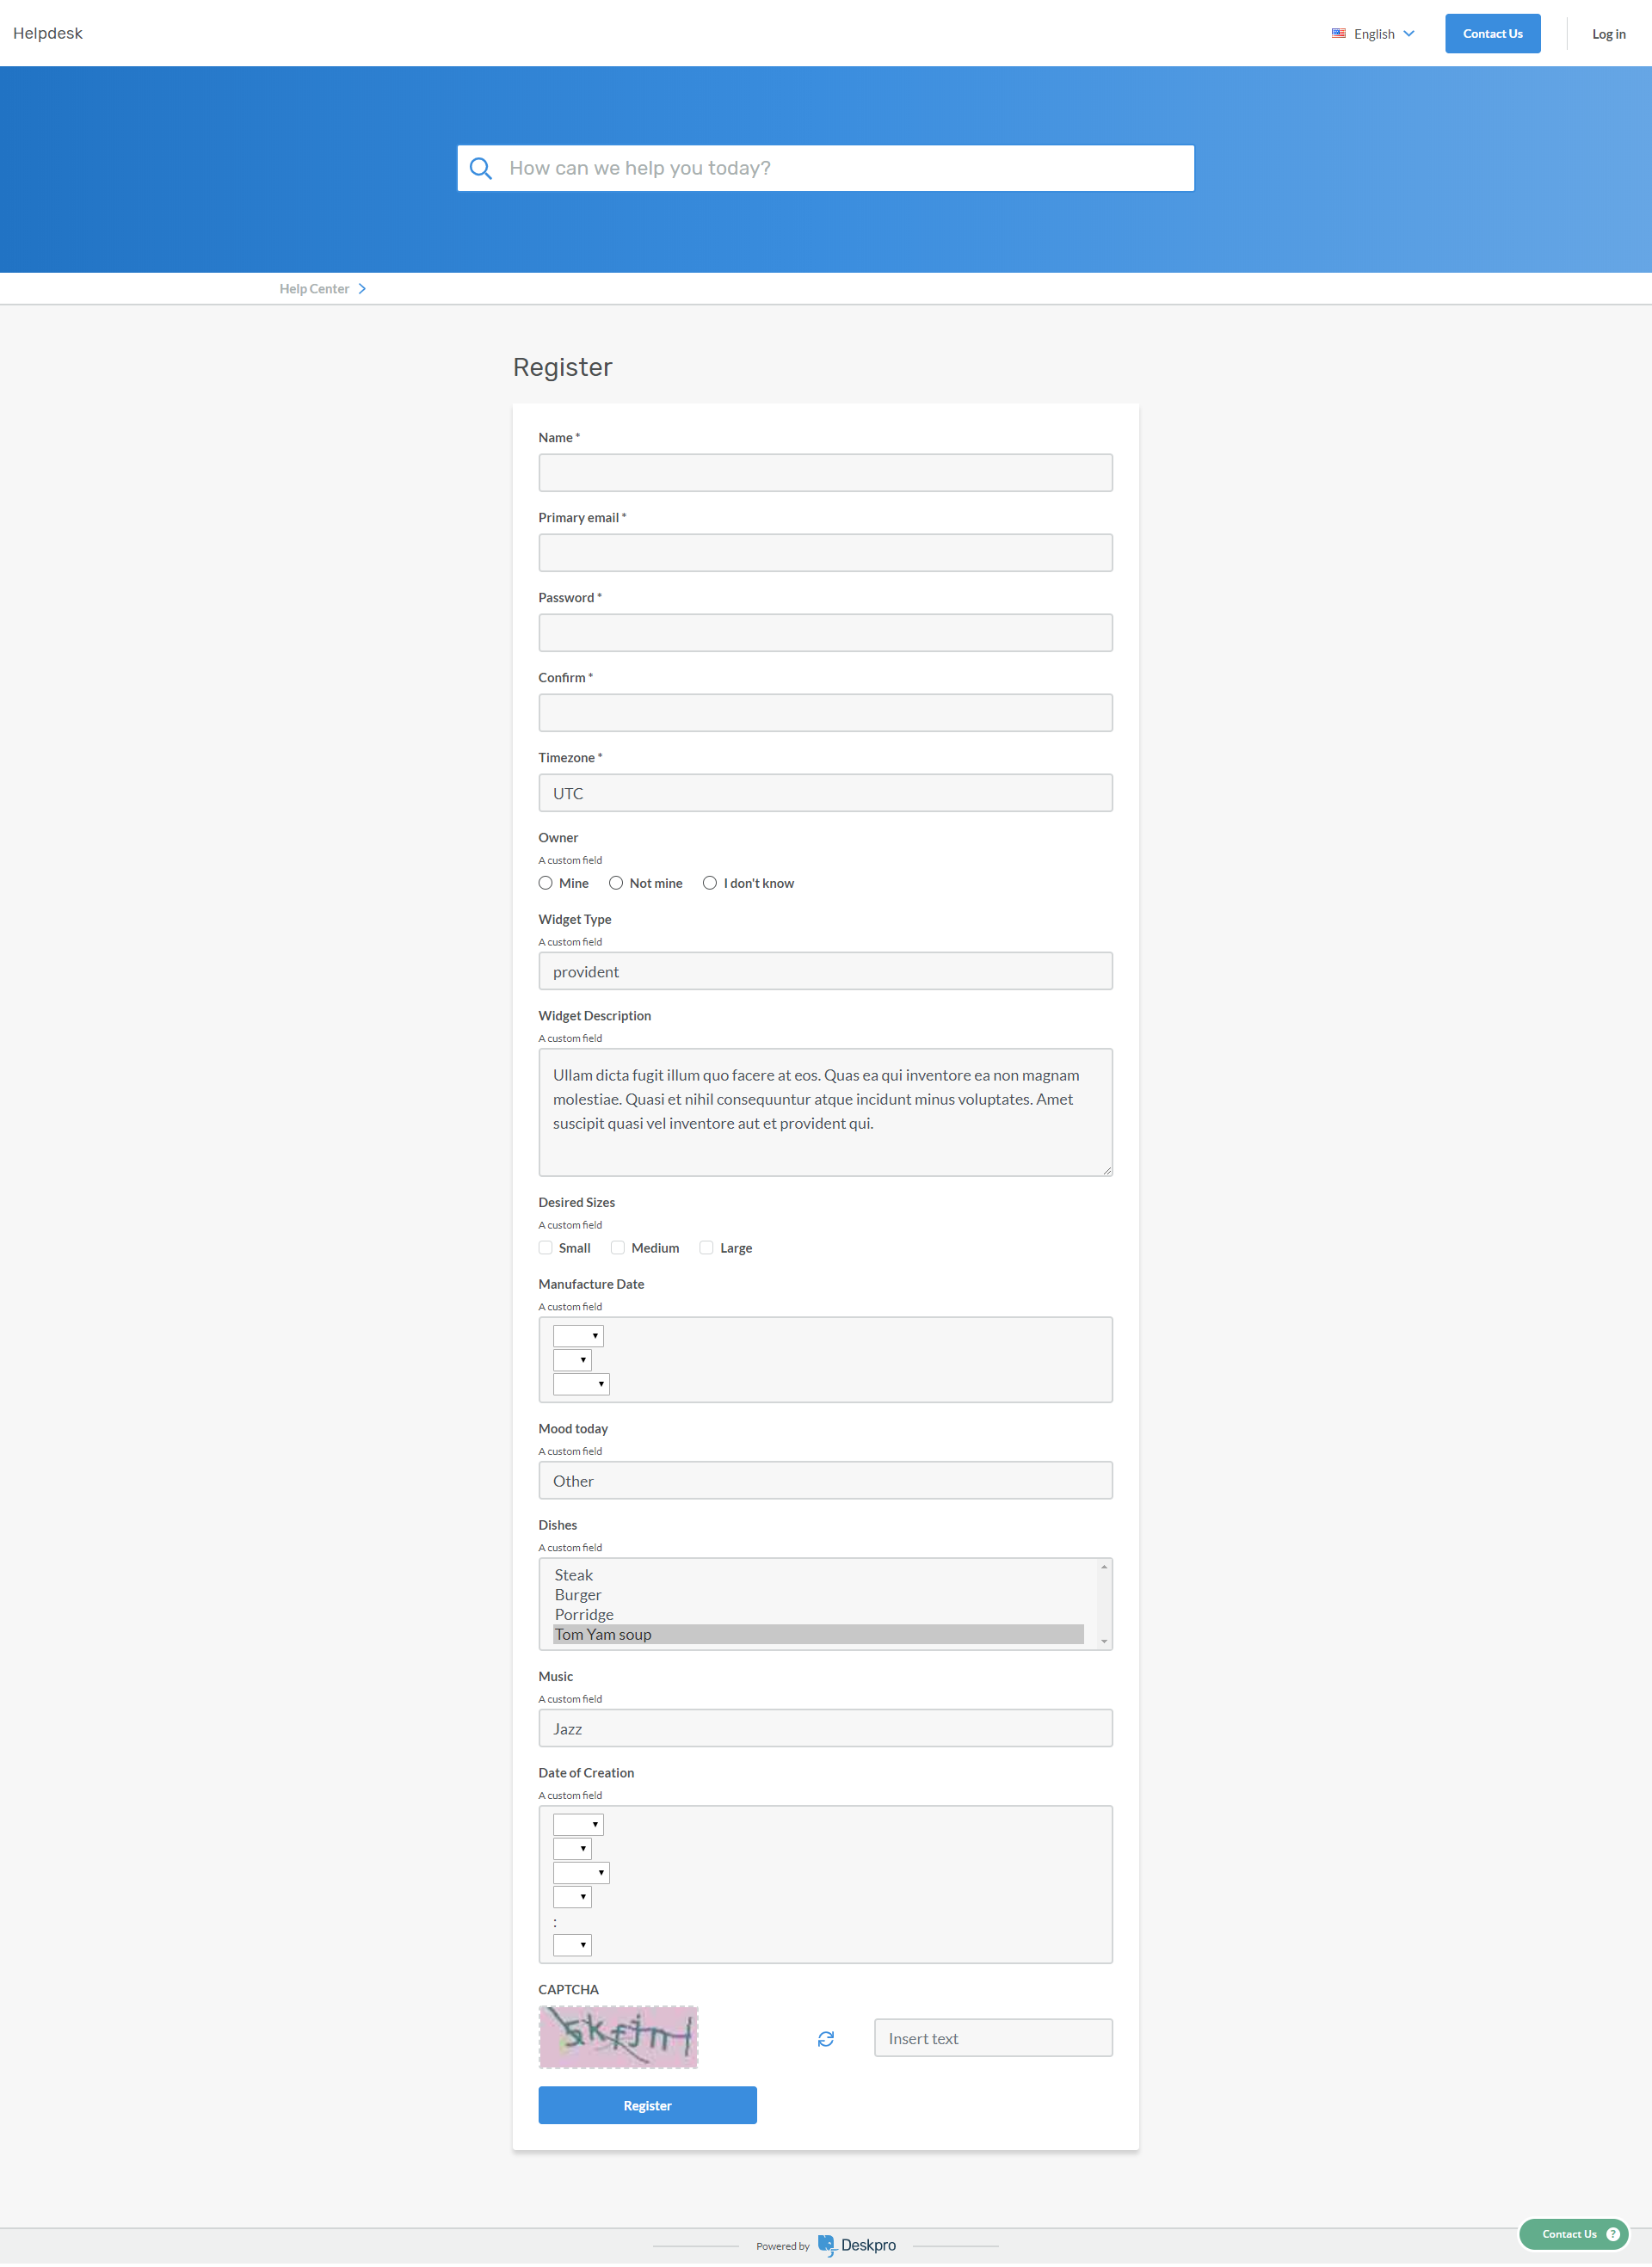 Helpdesk
English
Contact Us
Log in
How can we help you today?
Help Center
Register
Name *
Primary email *
Password *
Confirm *
Timezone *
UTC
Owner
A custom field
Mine Not mine I don't know
Widget Type
A custom field
provident
Widget Description
A custom field
Ullam dicta fugit illum quo facere at eos. Quas ea qui inventore ea non magnam
molestiae. Quasi et nihil consequuntur atque incidunt minus voluptates. Amet
suscipit quasi vel inventore aut et provident qui.
Desired Sizes
A custom field
Small Medium Large
Manufacture Date
A custom field
Mood today
A custom field
Other
Dishes
A custom field
Steak
Burger
Porridge
Tom Yam soup
Music
A custom field
Jazz
Date of Creation
A custom field
:
CAPTCHA
Insert text
Register
Contact Us ?
Powered by Deskpro